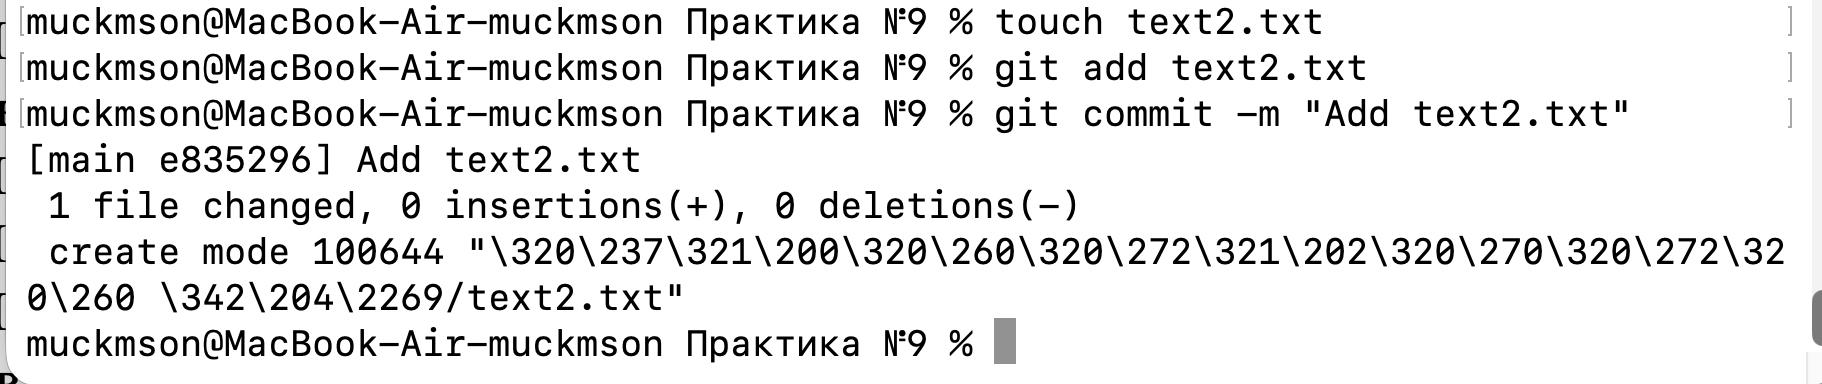 [muckmson@MacBook-Air-muckmson Практика №9 % touch text2.txt ]
[muckmson@MacBook-Air-muckmson Практика №9 % git add text2.txt ]
[muckmson@MacBook-Air-muckmson Практика №9 % git commit -m "Add text2.txt" ]
[main e835296] Add text2.txt
 1 file changed, 0 insertions(+), 0 deletions(-)
 create mode 100644 "\320\237\321\200\320\260\320\272\321\202\320\270\320\272\32
0\260 \342\204\2269/text2.txt"
muckmson@MacBook-Air-muckmson Практика №9 %